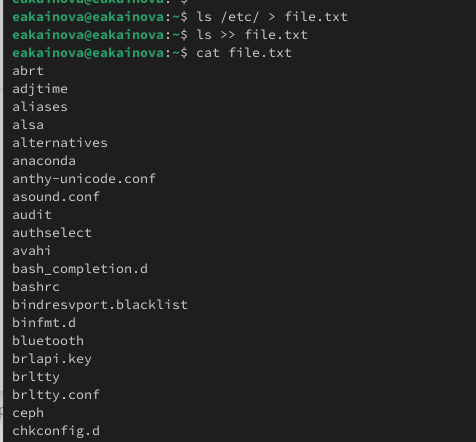 eakainova@eakainova:~$ ls /etc/ > file.txt
eakainova@eakainova:~$ ls >> file.txt
eakainova@eakainova:~$ cat file.txt
abrt
adjtime
aliases
alsa
alternatives
anaconda
anthy-unicode.conf
asound.conf
audit
authselect
avahi
bash_completion.d
bashrc
bindresvport.blacklist
binfmt.d
bluetooth
brlapi.key
brltty
brltty.conf
ceph
chkconfig.d